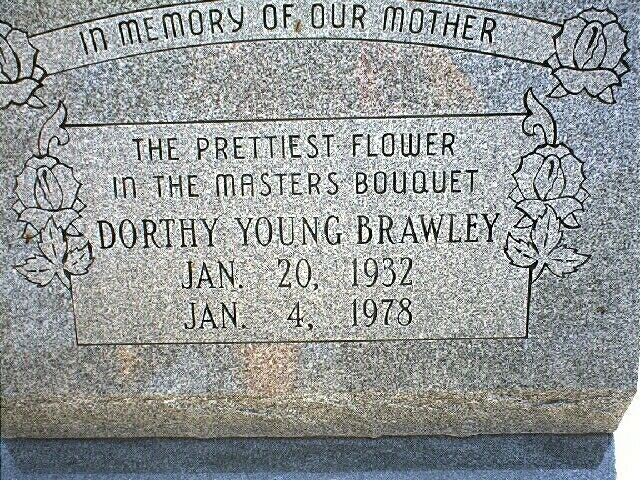 IN MEMORY OF OUR MOTHER
THE PRETTIEST FLOWER
IN THE MASTERS BOUQUET
DORTHY YOUNG BRAWLEY
JAN. 20, 1932
JAN. 4, 1978